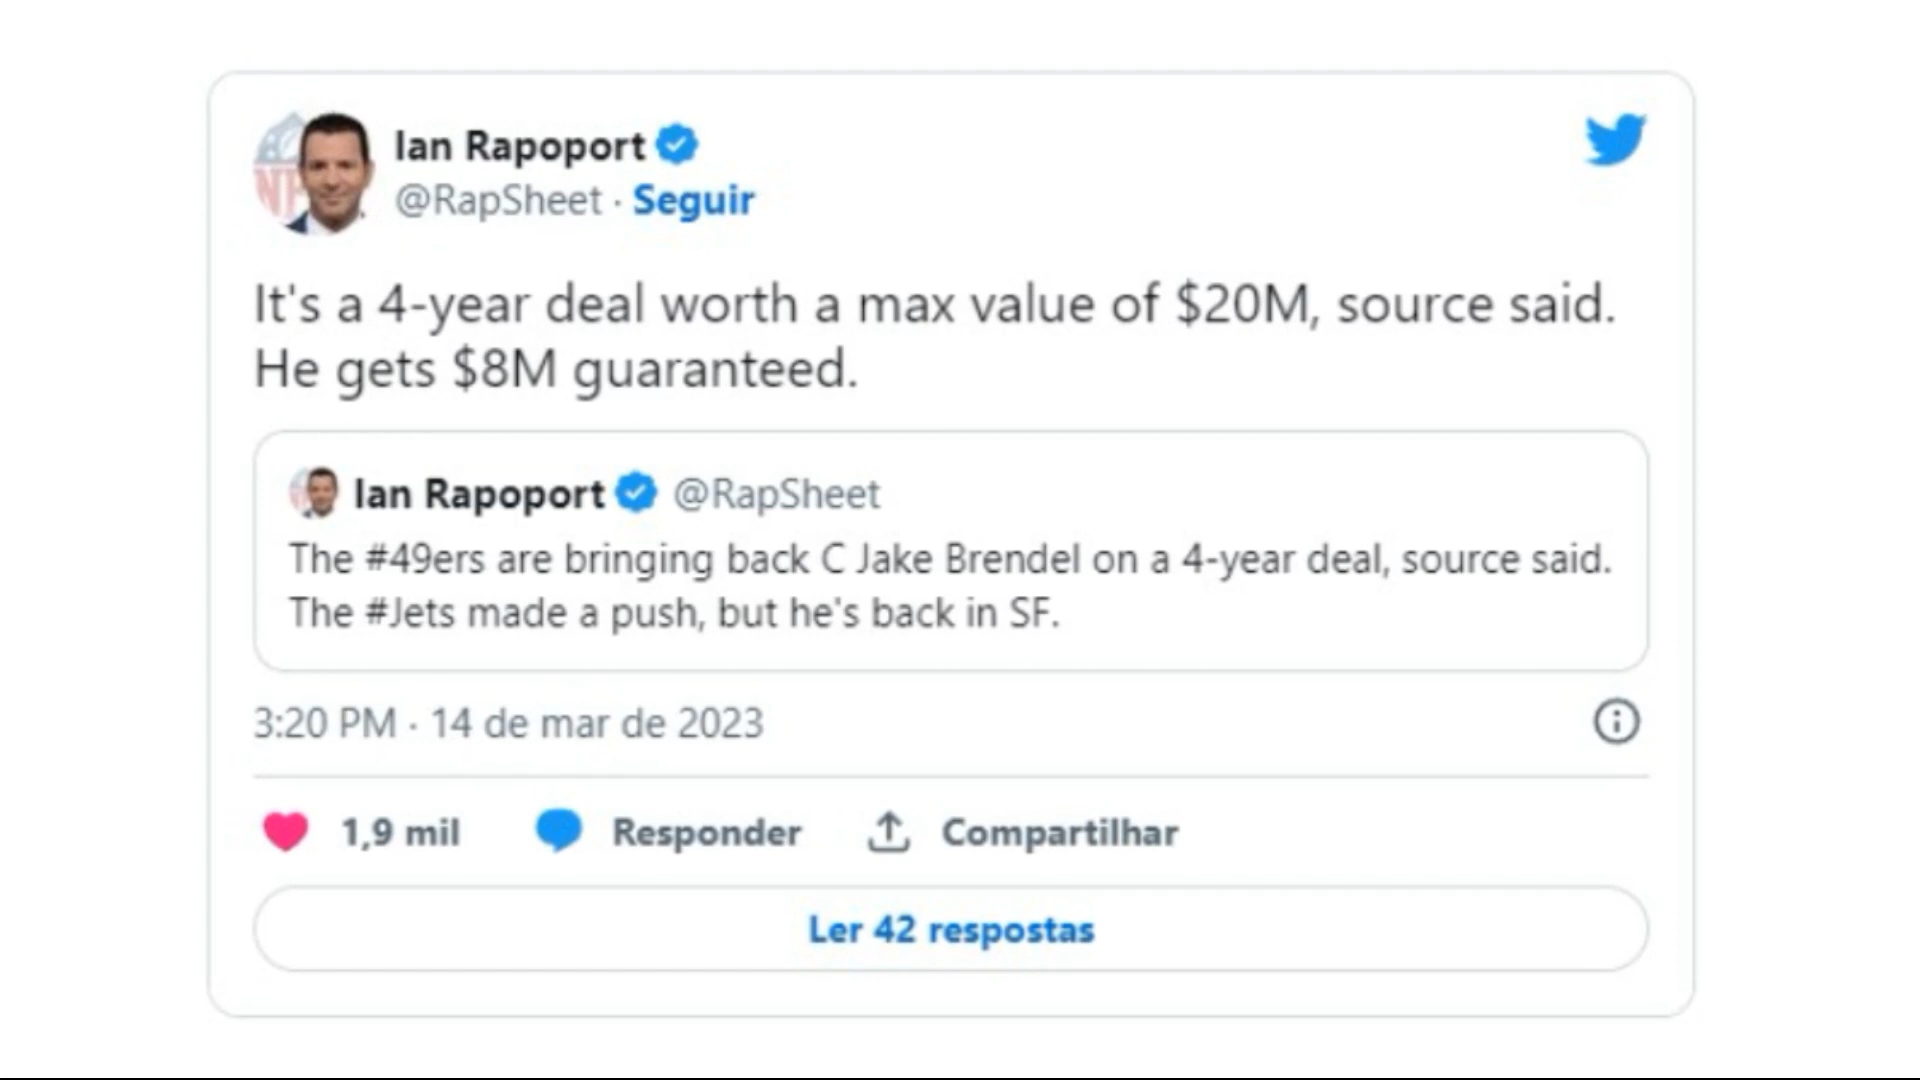 Ian Rapoport
@RapSheet · Seguir
It's a 4-year deal worth a max value of $20M, source said.
He gets $8M guaranteed.
Ian Rapoport @RapSheet
The #49ers are bringing back C Jake Brendel on a 4-year deal, source said.
The #Jets made a push, but he's back in SF.
3:20 PM · 14 de mar de 2023
1,9 mil Responder Compartilhar
Ler 42 respostas